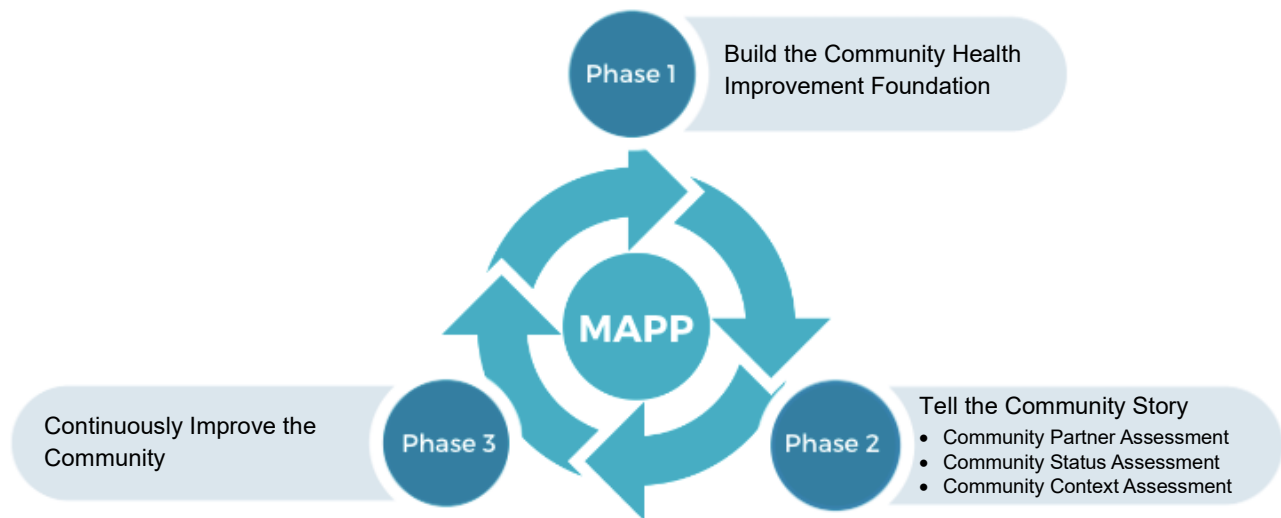 Phase 1
Build the Community Health
Improvement Foundation
MAPP
Phase 2
Tell the Community Story
• Community Partner Assessment
• Community Status Assessment
• Community Context Assessment
Phase 3
Continuously Improve the
Community